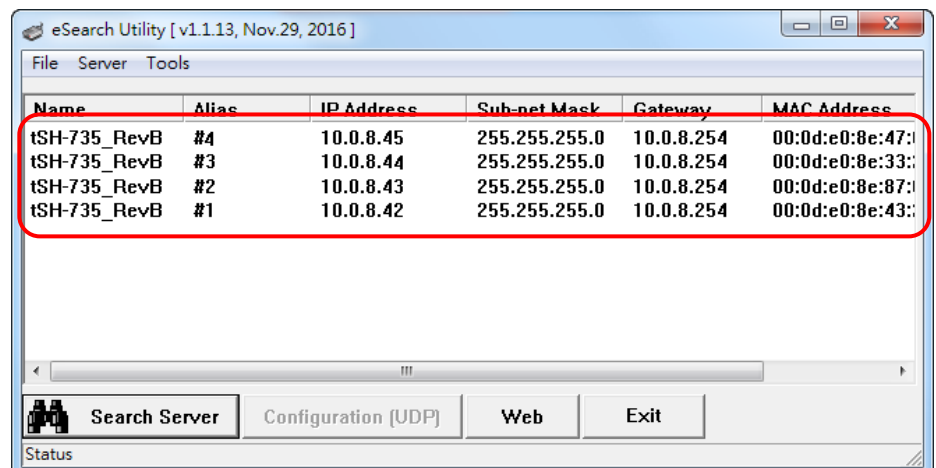 eSearch Utility [ v1.1.13, Nov.29, 2016 ]
File Server Tools
Name Alias IP Address Sub-net Mask Gateway MAC Address
tSH-735_RevB #4 10.0.8.45 255.255.255.0 10.0.8.254 00:0d:e0:8e:47:
tSH-735_RevB #3 10.0.8.44 255.255.255.0 10.0.8.254 00:0d:e0:8e:33:
tSH-735_RevB #2 10.0.8.43 255.255.255.0 10.0.8.254 00:0d:e0:8e:87:
tSH-735_RevB #1 10.0.8.42 255.255.255.0 10.0.8.254 00:0d:e0:8e:43:
Search Server Configuration (UDP) Web Exit
Status